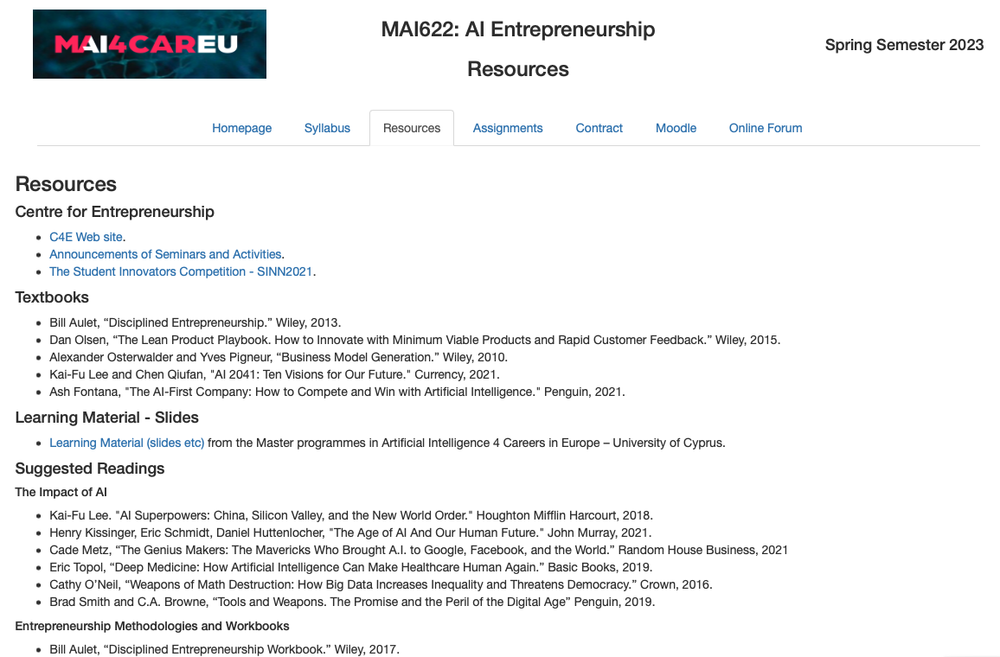 MAI4CAREU
MAI622: AI Entrepreneurship
Resources
Spring Semester 2023
Homepage
Syllabus
Resources
Assignments
Contract
Moodle
Online Forum
Resources
Centre for Entrepreneurship
C4E Web site.
Announcements of Seminars and Activities.
The Student Innovators Competition - SINN2021.
Textbooks
Bill Aulet, “Disciplined Entrepreneurship.” Wiley, 2013.
Dan Olsen, “The Lean Product Playbook. How to Innovate with Minimum Viable Products and Rapid Customer Feedback.” Wiley, 2015.
Alexander Osterwalder and Yves Pigneur, “Business Model Generation.” Wiley, 2010.
Kai-Fu Lee and Chen Qiufan, "AI 2041: Ten Visions for Our Future." Currency, 2021.
Ash Fontana, "The AI-First Company: How to Compete and Win with Artificial Intelligence." Penguin, 2021.
Learning Material - Slides
Learning Material (slides etc) from the Master programmes in Artificial Intelligence 4 Careers in Europe – University of Cyprus.
Suggested Readings
The Impact of AI
Kai-Fu Lee. "AI Superpowers: China, Silicon Valley, and the New World Order." Houghton Mifflin Harcourt, 2018.
Henry Kissinger, Eric Schmidt, Daniel Huttenlocher, "The Age of AI And Our Human Future." John Murray, 2021.
Cade Metz, “The Genius Makers: The Mavericks Who Brought A.I. to Google, Facebook, and the World.” Random House Business, 2021
Eric Topol, “Deep Medicine: How Artificial Intelligence Can Make Healthcare Human Again.” Basic Books, 2019.
Cathy O’Neil, “Weapons of Math Destruction: How Big Data Increases Inequality and Threatens Democracy.” Crown, 2016.
Brad Smith and C.A. Browne, “Tools and Weapons. The Promise and the Peril of the Digital Age” Penguin, 2019.
Entrepreneurship Methodologies and Workbooks
Bill Aulet, “Disciplined Entrepreneurship Workbook.” Wiley, 2017.